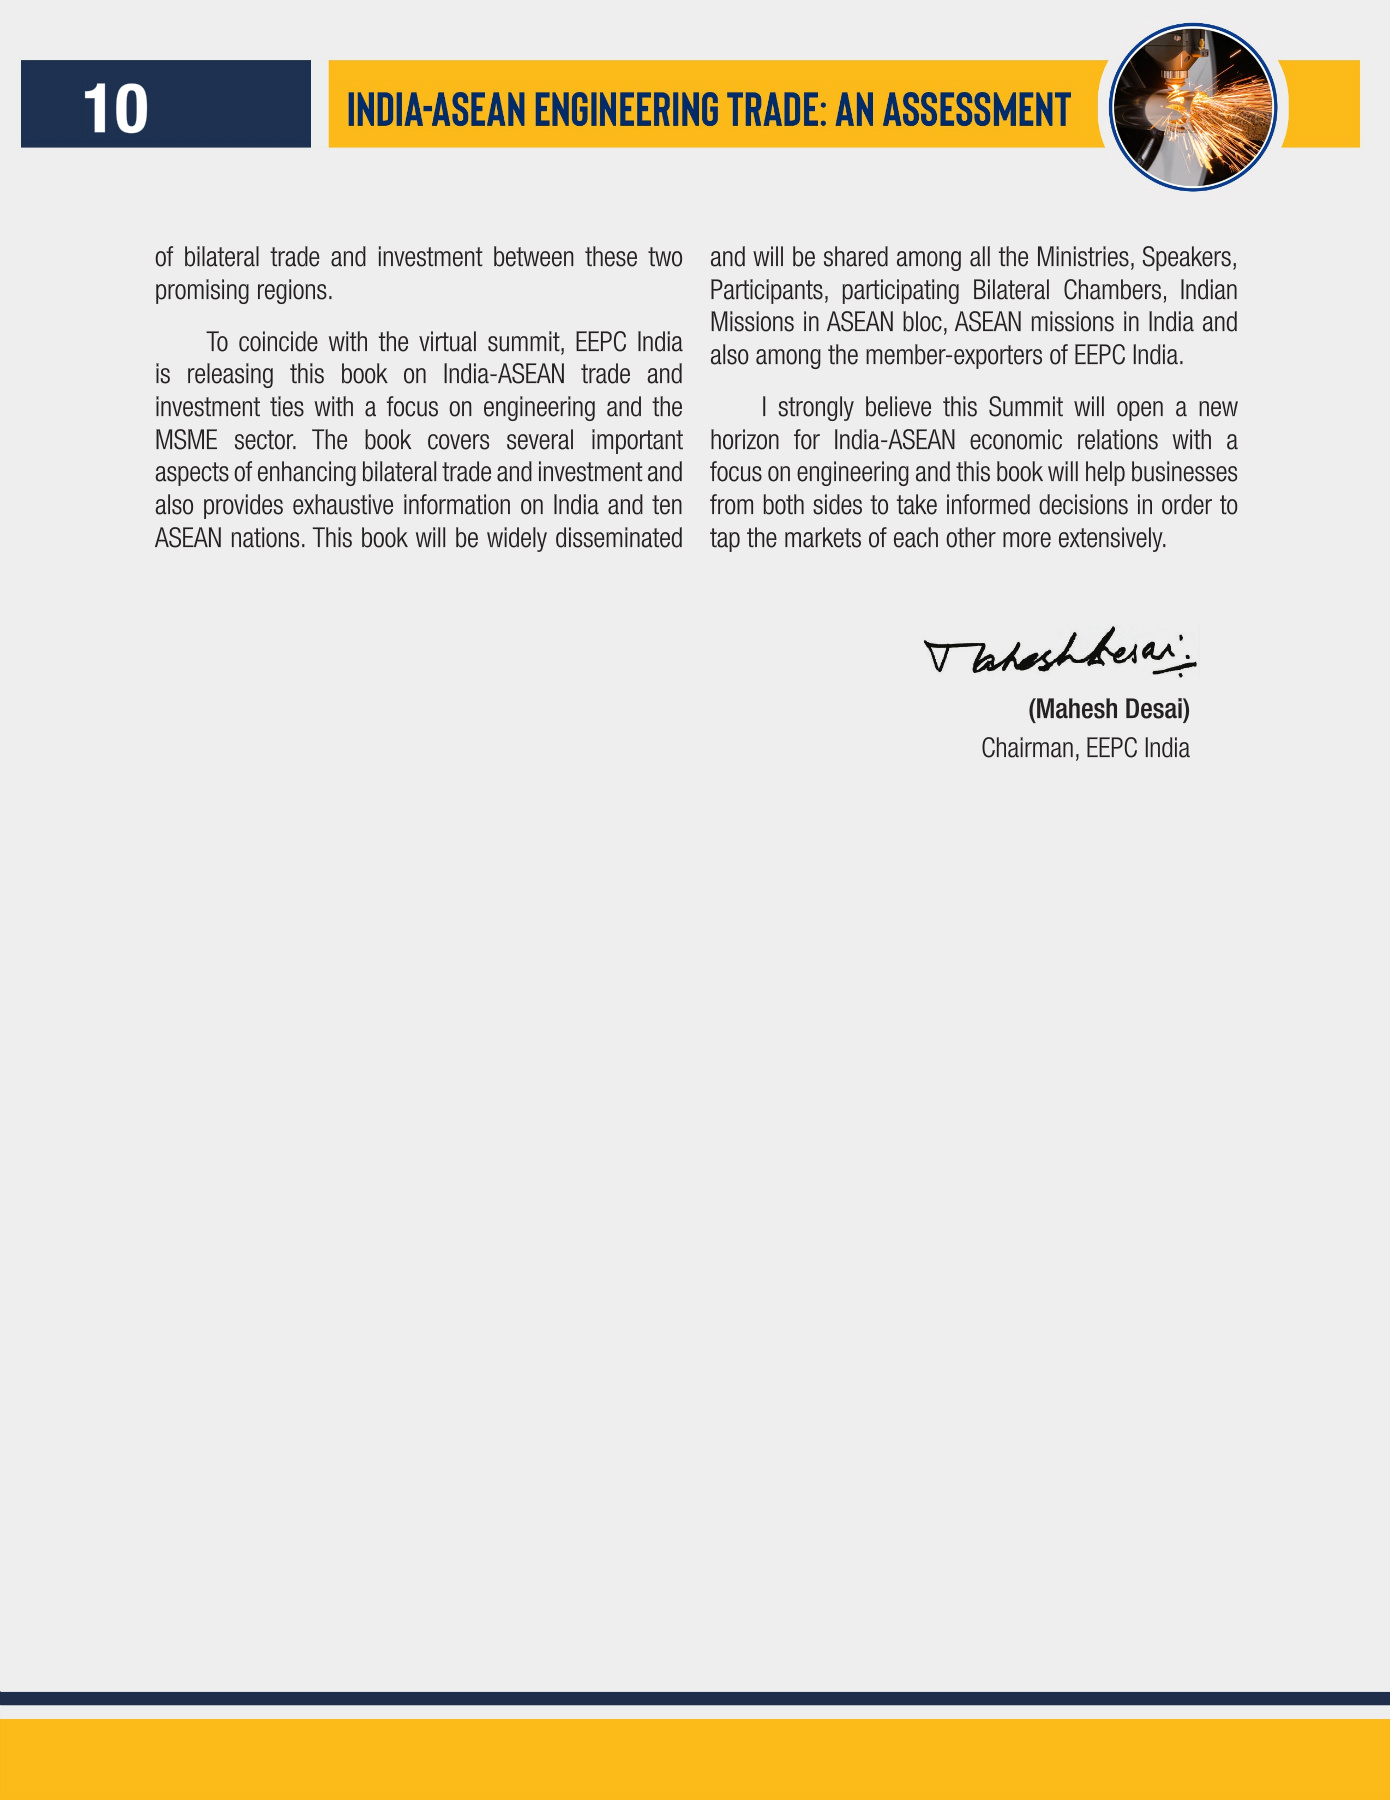 10
INDIA-ASEAN ENGINEERING TRADE: AN ASSESSMENT
of bilateral trade and investment between these two
promising regions.
To coincide with the virtual summit, EEPC India
is releasing this book on India-ASEAN trade and
investment ties with a focus on engineering and the
MSME sector. The book covers several important
aspects of enhancing bilateral trade and investment and
also provides exhaustive information on India and ten
ASEAN nations. This book will be widely disseminated
and will be shared among all the Ministries, Speakers,
Participants, participating Bilateral Chambers, Indian
Missions in ASEAN bloc, ASEAN missions in India and
also among the member-exporters of EEPC India.
I strongly believe this Summit will open a new
horizon for India-ASEAN economic relations with a
focus on engineering and this book will help businesses
from both sides to take informed decisions in order to
tap the markets of each other more extensively.
Mahesh Desai
(Mahesh Desai)
Chairman, EEPC India